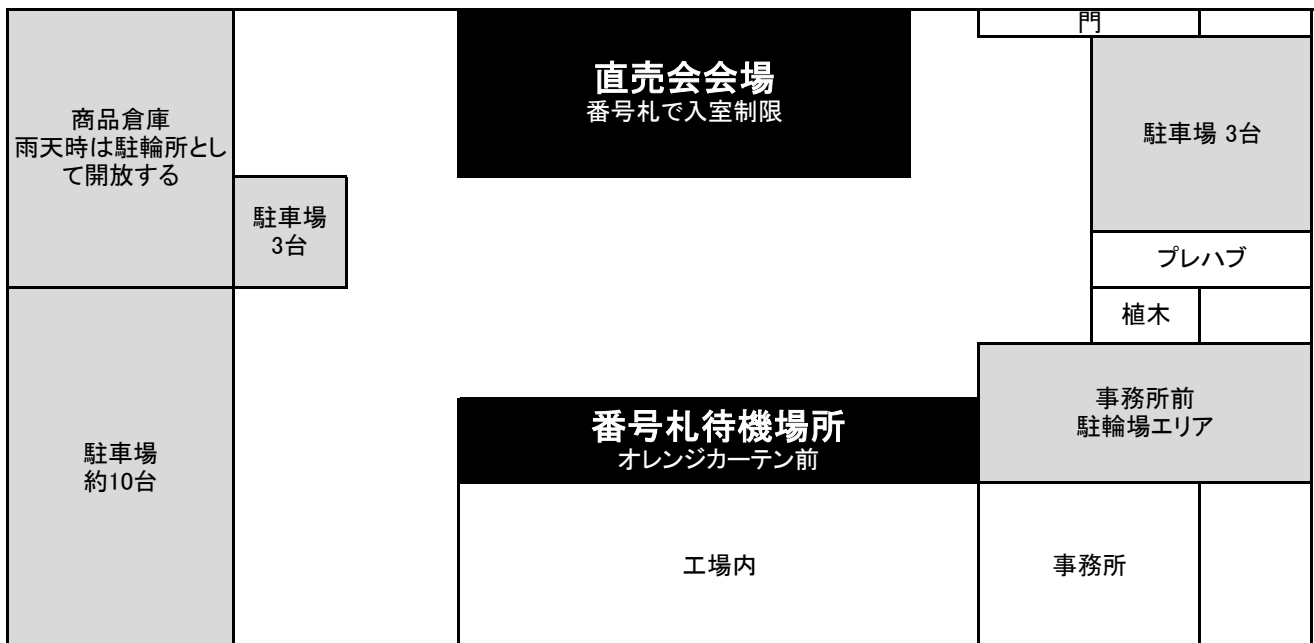 門
直売会会場
番号札で入室制限
商品倉庫
雨天時は駐輪所とし
て開放する
駐車場 3台
駐車場
3台
プレハブ
植木
事務所前
駐輪場エリア
番号札待機場所
オレンジカーテン前
駐車場
約10台
工場内
事務所